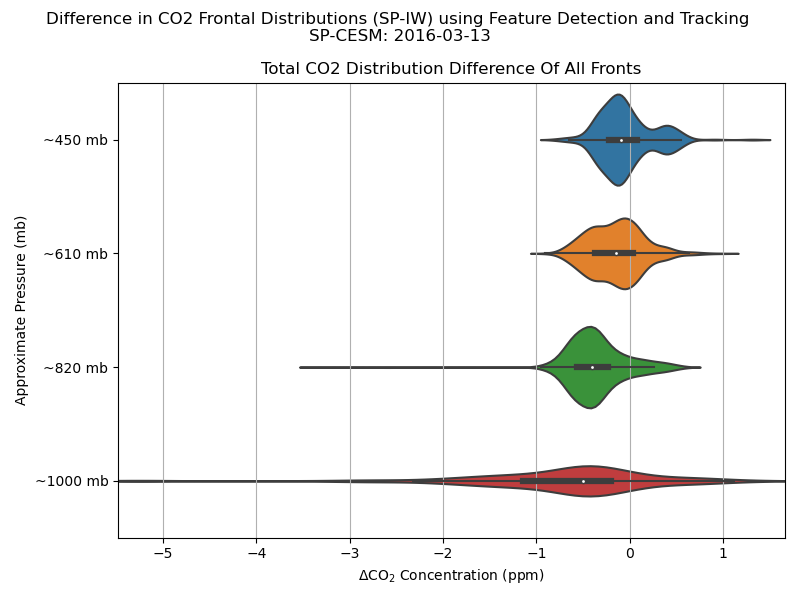 Difference in CO2 Frontal Distributions (SP-IW) using Feature Detection and Tracking
SP-CESM: 2016-03-13
Total CO2 Distribution Difference Of All Fronts
Approximate Pressure (mb)
~450 mb
~610 mb
~820 mb
~1000 mb
−5 −4 −3 −2 −1 0 1
ΔCO₂ Concentration (ppm)